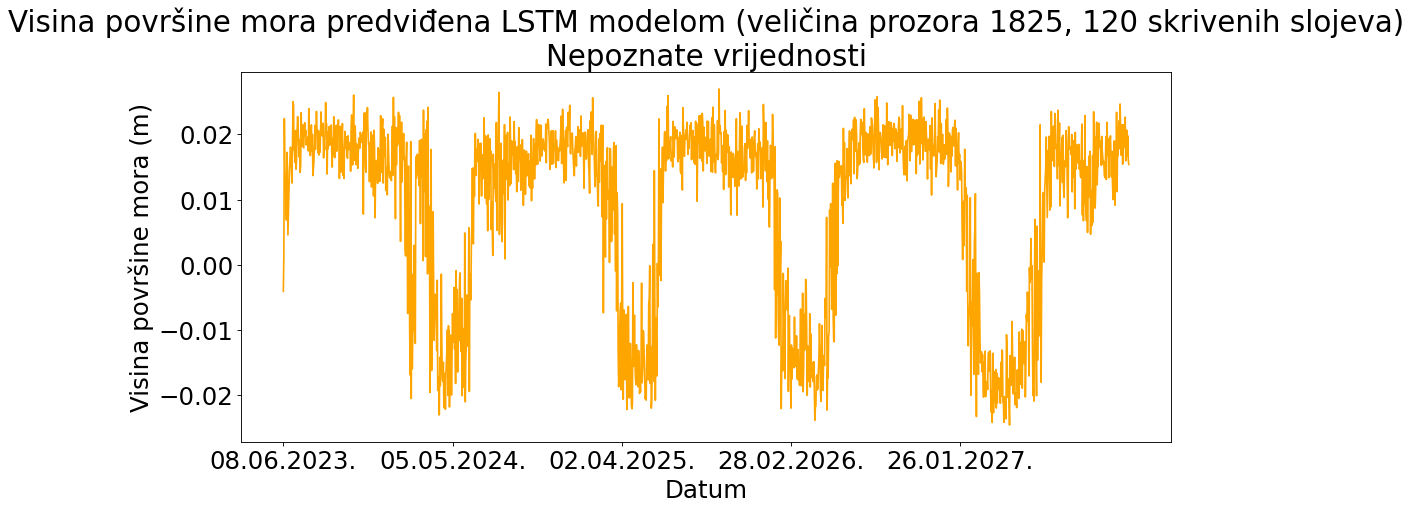 Visina površine mora predviđena LSTM modelom (veličina prozora 1825, 120 skrivenih slojeva)
Nepoznate vrijednosti
Visina površine mora (m)
0.02
0.01
0.00
−0.01
−0.02
08.06.2023. 05.05.2024. 02.04.2025. 28.02.2026. 26.01.2027.
Datum